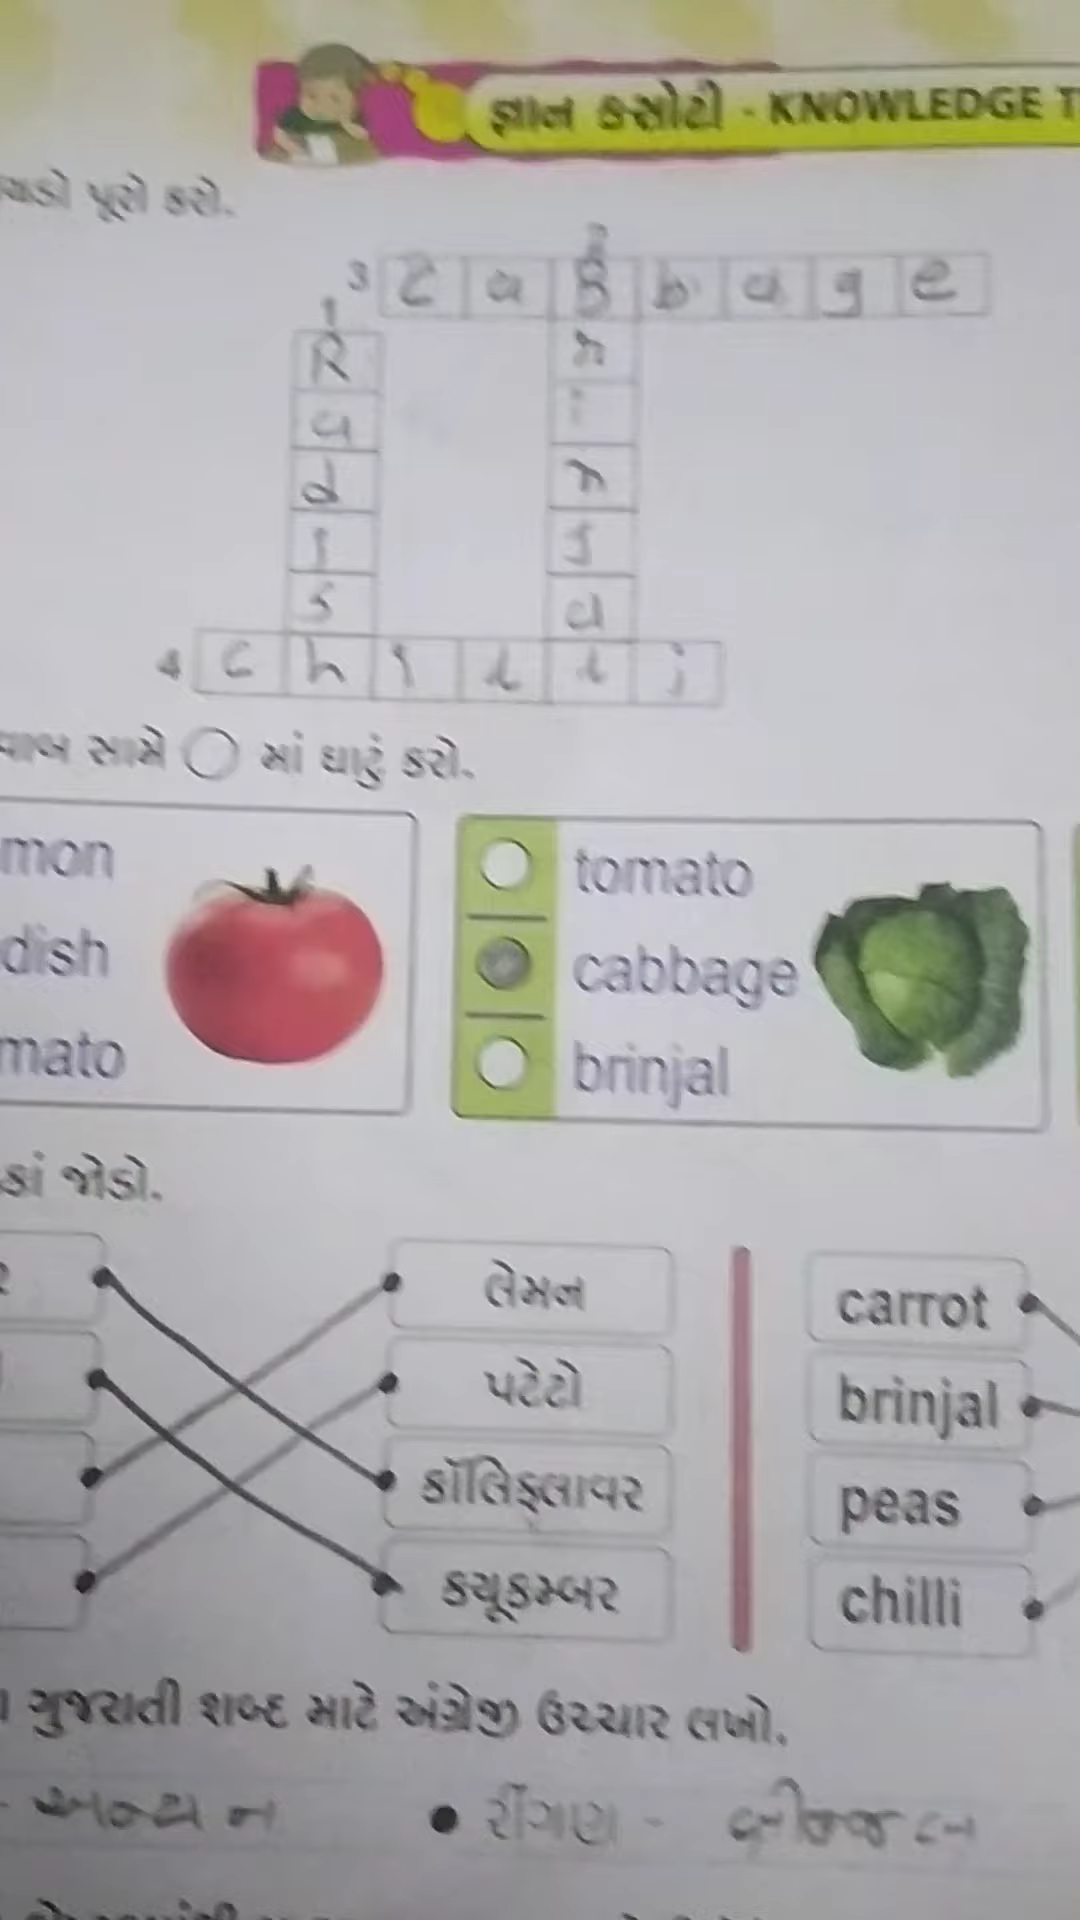 જ્ઞાન કસોટી - KNOWLEDGE T
પૂરો કરો.
2
3 C a B b a g e
1
R r
a i
d n
i j
s a
4 c h i l l i
સામે ○ માં ઘાટું કરો.
mon
dish
mato
tomato
cabbage
brinjal
જોડો.
લેમન
પટેટો
કૉલિફ્લાવર
ક્યૂકમ્બર
carrot
brinjal
peas
chilli
ગુજરાતી શબ્દ માટે અંગ્રેજી ઉચ્ચાર લખો.
• રીંગણ -